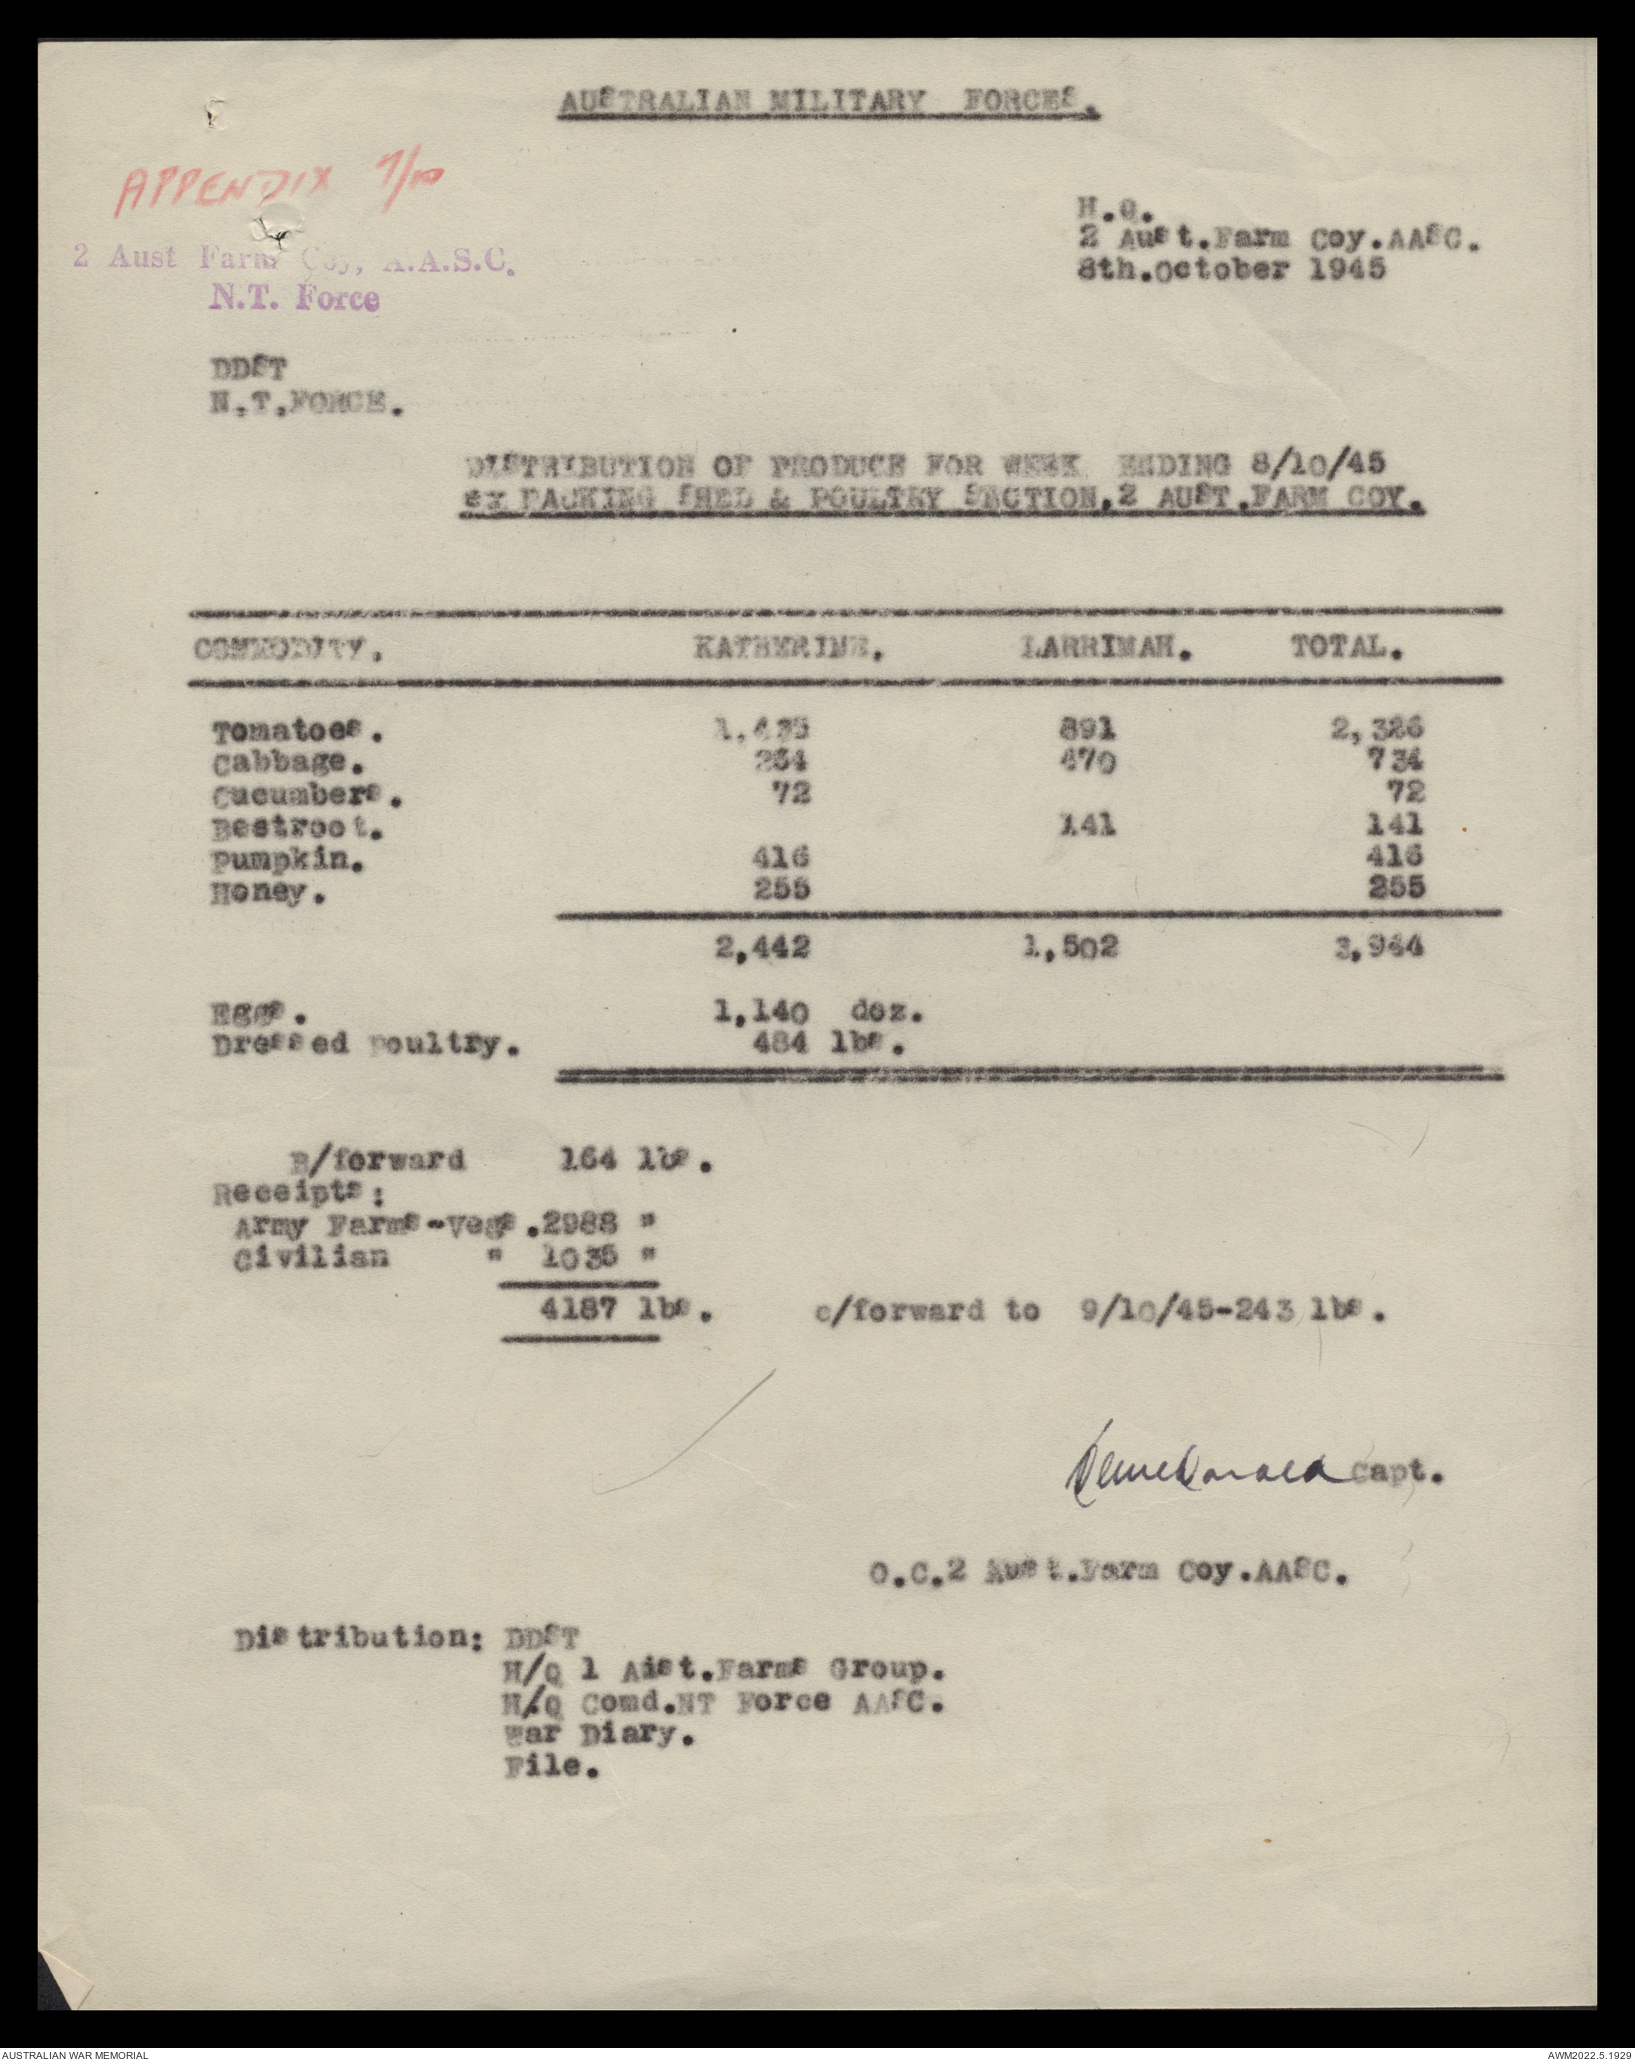 AUSTRALIAN MILITARY FORCES.
APPENDIX 7/10
H.Q.
2 Aust.Farm Coy.AASC.
8th.October 1945
2 Aust Farm Coy, A.A.S.C.
N.T. Force
DDST
N.T.FORCE.
DISTRIBUTION OF PRODUCE FOR WEEK ENDING 8/10/45
ex PACKING SHED & POULTRY SECTION.2 AUST.FARM COY.
COMMODITY. KATHERINE. LARRIMAH. TOTAL.
Tomatoes. 1,435 891 2,326
Cabbage. 264 470 734
Cucumbers. 72 72
Beetroot. 141 141
Pumpkin. 416 416
Honey. 255 255
2,442 1,502 3,944
Eggs. 1,140 doz.
Dressed Poultry. 484 lbs.
B/forward 164 lbs.
Receipts:
Army Farms-Vegs.2988 "
Civilian " 1035 "
4187 lbs. c/forward to 9/10/45-243 lbs.
Capt.
O.C.2 Aust.Farm Coy.AASC.
Distribution: DDST
H/Q 1 Aist.Farms Group.
H/Q Comd.NT Force AASC.
War Diary.
File.
AUSTRALIAN WAR MEMORIAL AWM2022.5.1929